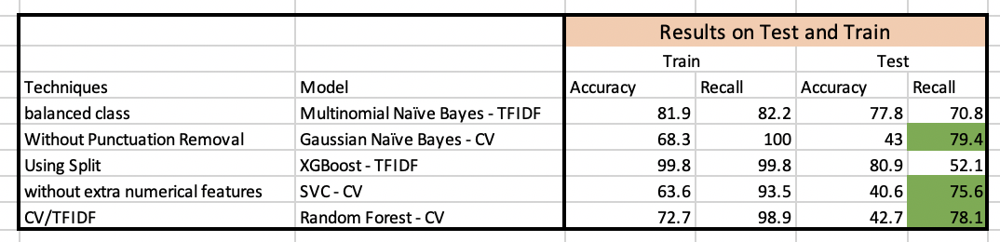 Results on Test and Train
Train Test
Techniques Model Accuracy Recall Accuracy Recall
balanced class Multinomial Naïve Bayes - TFIDF 81.9 82.2 77.8 70.8
Without Punctuation Removal Gaussian Naïve Bayes - CV 68.3 100 43 79.4
Using Split XGBoost - TFIDF 99.8 99.8 80.9 52.1
without extra numerical features SVC - CV 63.6 93.5 40.6 75.6
CV/TFIDF Random Forest - CV 72.7 98.9 42.7 78.1